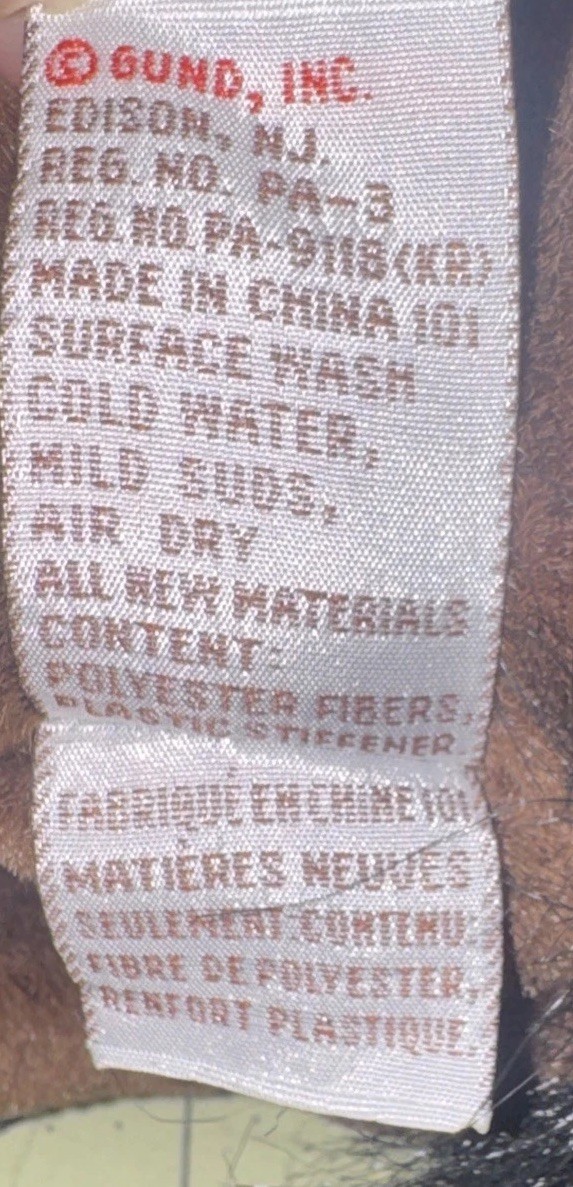 © GUND, INC.
EDISON, NJ.
REG. NO. PA-3
REG. NO. PA-9118(KR)
MADE IN CHINA 101
SURFACE WASH
COLD WATER,
MILD SUDS,
AIR DRY
ALL NEW MATERIALS
CONTENT:
POLYESTER FIBERS,
PLASTIC STIFFENER.
FABRIQUE EN CHINE 101
MATIERES NEUVES
SEULEMENT CONTENU:
FIBRE DE POLYESTER,
RENFORT PLASTIQUE.